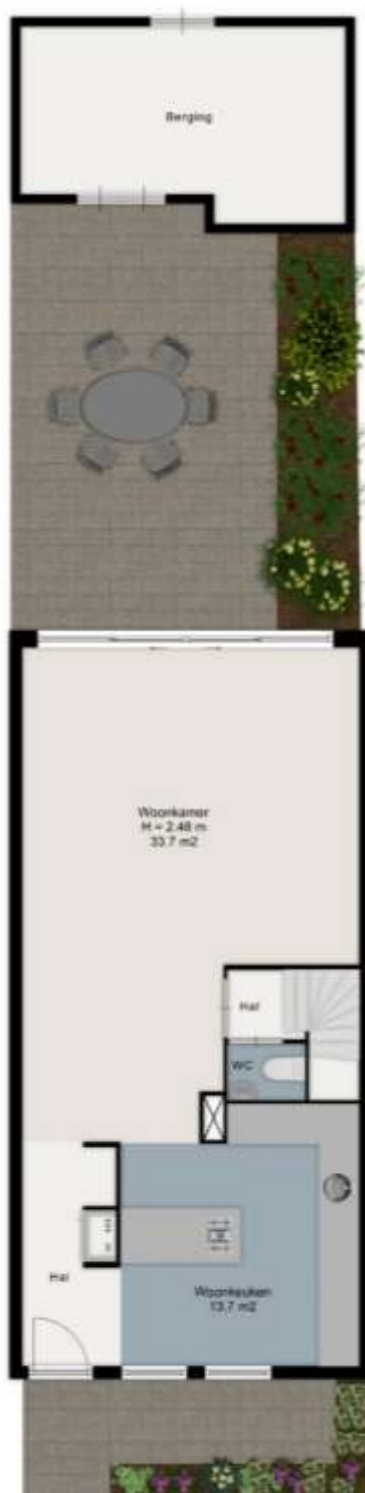 Berging
Woonkamer
H = 2.48 m
33.7 m2
Hal
WC
Hal
Woonkeuken
13.7 m2